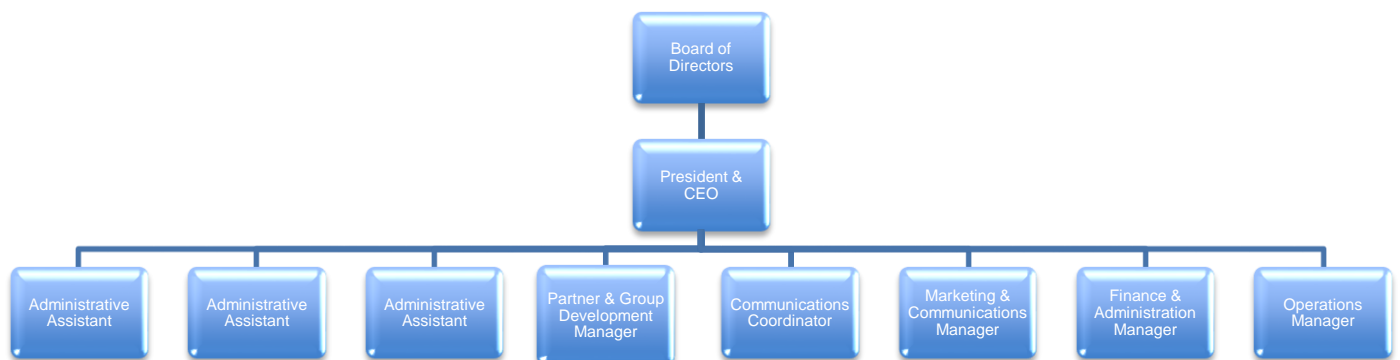 Board of
Directors
President &
CEO
Administrative
Assistant
Administrative
Assistant
Administrative
Assistant
Partner & Group
Development
Manager
Communications
Coordinator
Marketing &
Communications
Manager
Finance &
Administration
Manager
Operations
Manager